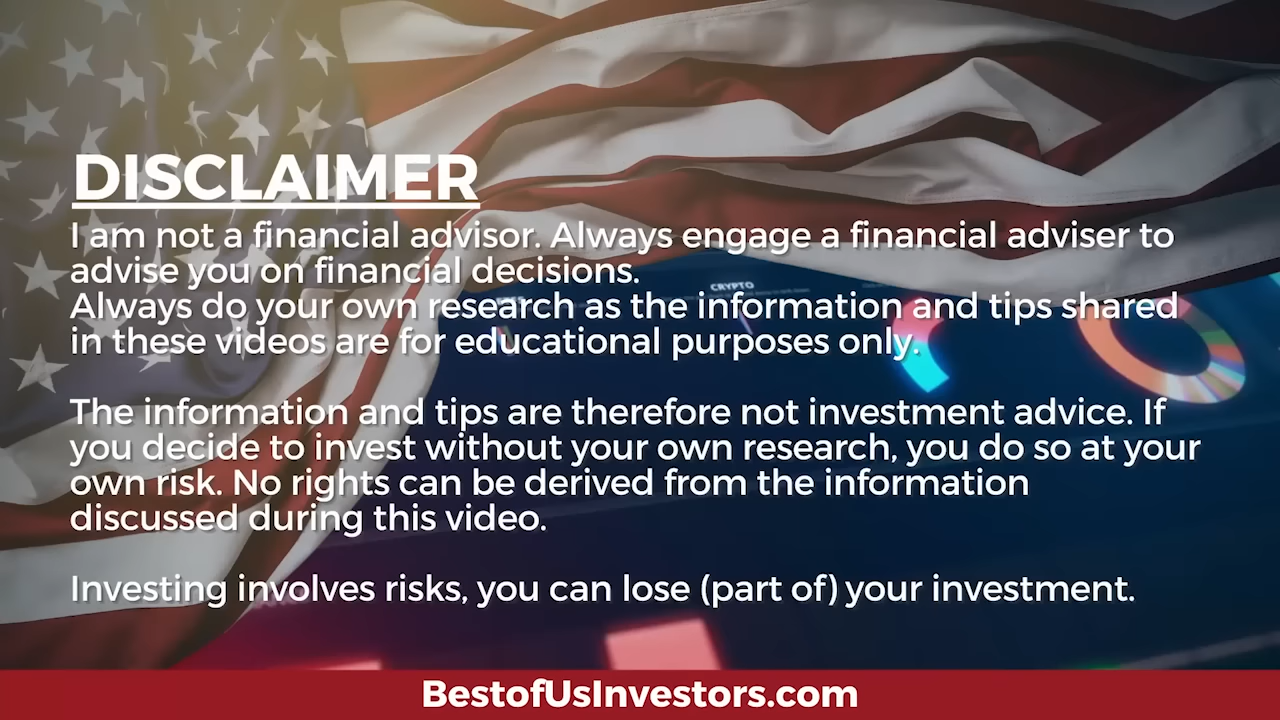 DISCLAIMER
I am not a financial advisor. Always engage a financial adviser to
advise you on financial decisions.
CRYPTO
Always do your own research as the information and tips shared
in these videos are for educational purposes only.
The information and tips are therefore not investment advice. If
you decide to invest without your own research, you do so at your
own risk. No rights can be derived from the information
discussed during this video.
Investing involves risks, you can lose (part of) your investment.
BestofUsInvestors.com